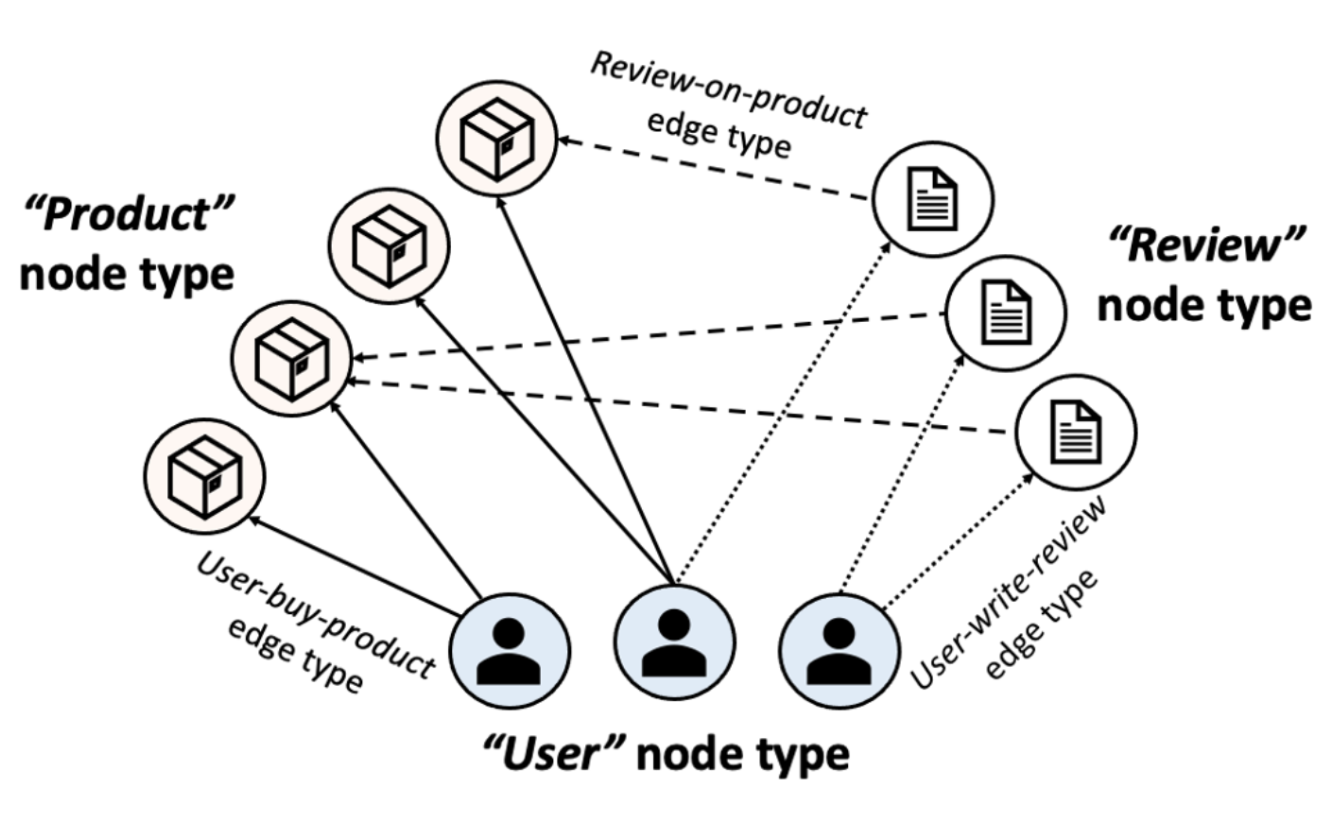 Review-on-product
edge type
“Product”
node type
“Review”
node type
User-buy-product
edge type
User-write-review
edge type
“User” node type